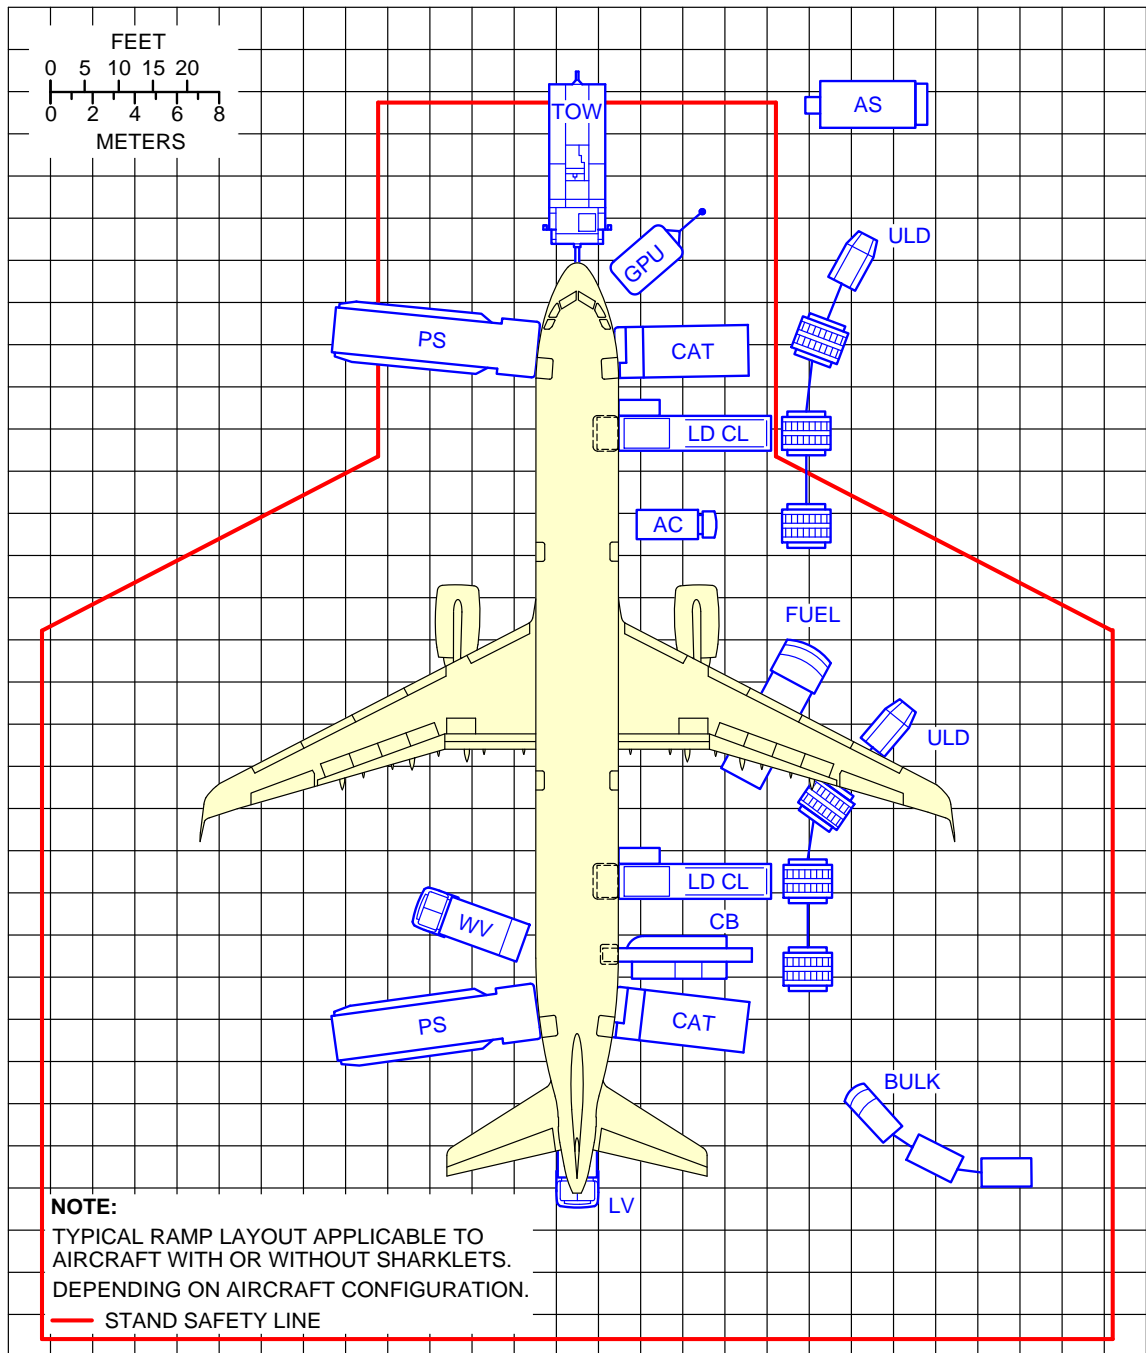 FEET
0 5 10 15 20
0 2 4 6 8
METERS
TOW
AS
GPU
ULD
PS
CAT
LD CL
AC
FUEL
ULD
LD CL
CB
WV
PS
CAT
BULK
LV
NOTE:
TYPICAL RAMP LAYOUT APPLICABLE TO
AIRCRAFT WITH OR WITHOUT SHARKLETS.
DEPENDING ON AIRCRAFT CONFIGURATION.
STAND SAFETY LINE